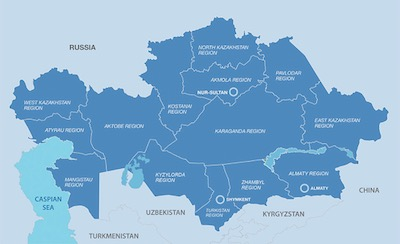 RUSSIA
NORTH KAZAKHSTAN
REGION
AKMOLA REGION
PAVLODAR
REGION
NUR-SULTAN
KOSTANAI
REGION
WEST KAZAKHSTAN
REGION
ATYRAU REGION
AKTOBE REGION
KARAGANDA REGION
EAST KAZAKHSTAN
REGION
MANGISTAU
REGION
KYZYLORDA
REGION
ZHAMBYL
REGION
ALMATY REGION
ALMATY
SHYMKENT
TURKISTAN
REGION
CASPIAN
SEA
CHINA
UZBEKISTAN
KYRGYZSTAN
TURKMENISTAN